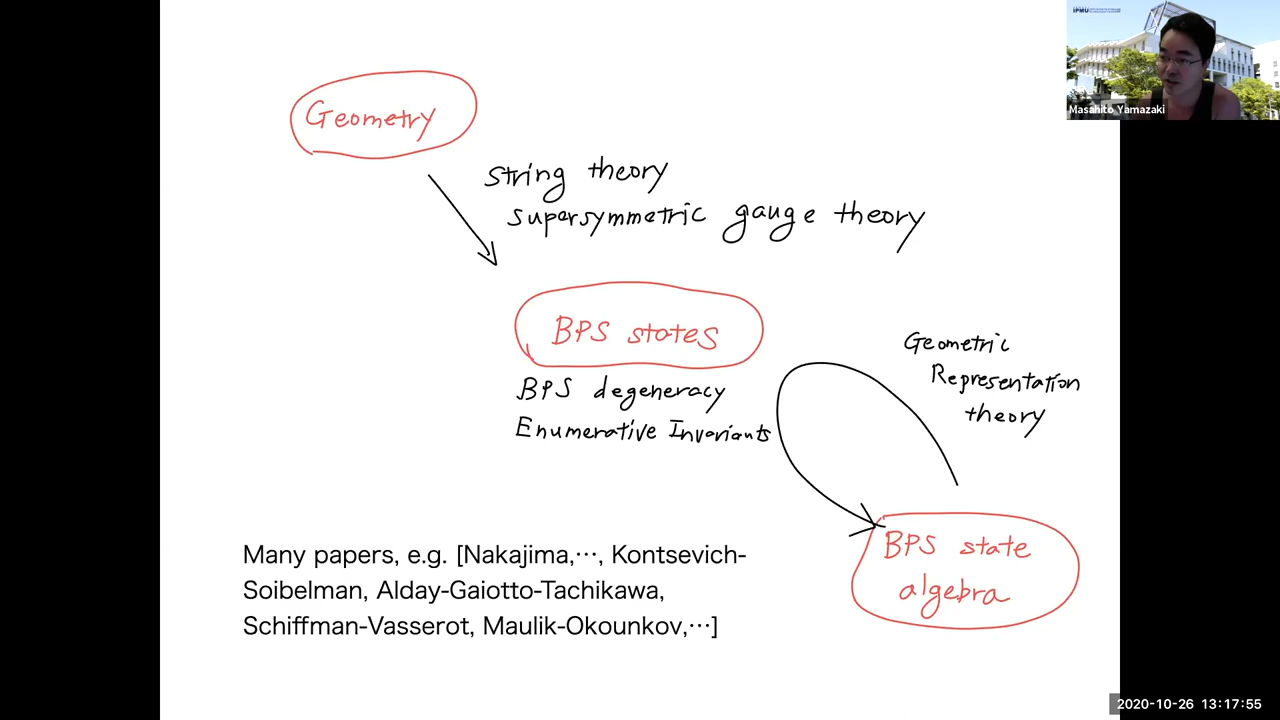 IPMU
Masahito Yamazaki
Geometry
string theory
supersymmetric gauge theory
BPS states
BPS degeneracy
Enumerative Invariants
Geometric
Representation
theory
BPS state
algebra
Many papers, e.g. [Nakajima,⋯, Kontsevich-
Soibelman, Alday-Gaiotto-Tachikawa,
Schiffman-Vasserot, Maulik-Okounkov,⋯]
2020-10-26 13:17:55